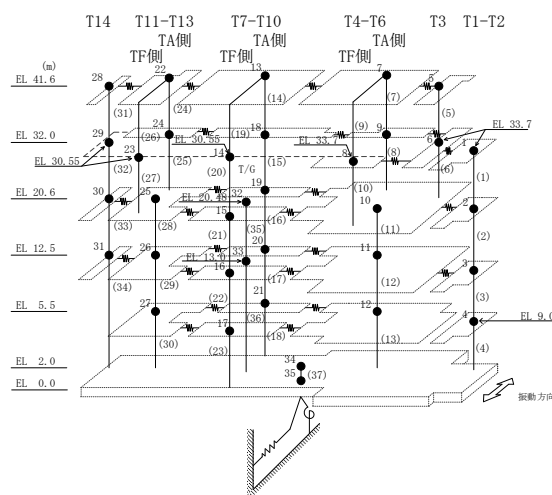 T14 T11-T13 T7-T10 T4-T6 T3 T1-T2
TA側 TA側 TA側
TF側 TF側 TF側
(m)
EL 41.6 28 22 13 7 5
(31) (24) (14) (7) (5)
EL 33.7
EL 32.0 29 24 18 9 6 1
(26) (19) (9)
EL 30.55 EL 33.7
EL 30.55 23 14 8 (8)
(32) (25) (15) (6)
(27) (20) T/G (10) (1)
19
EL 20.6 30 25 EL 20.48 32 10 2
15 (16)
(33) (28) (35) (11)
(21) 20 (2)
EL 12.5 31 26 EL 13.0 33 11 3
16 (17)
(34) (29) (12) (3)
(22) 21
EL 5.5 27 (36) 12 4 EL 9.0
17 (18)
(30) (23) (13) (4)
EL 2.0 34
EL 0.0 35 (37)
振動方向